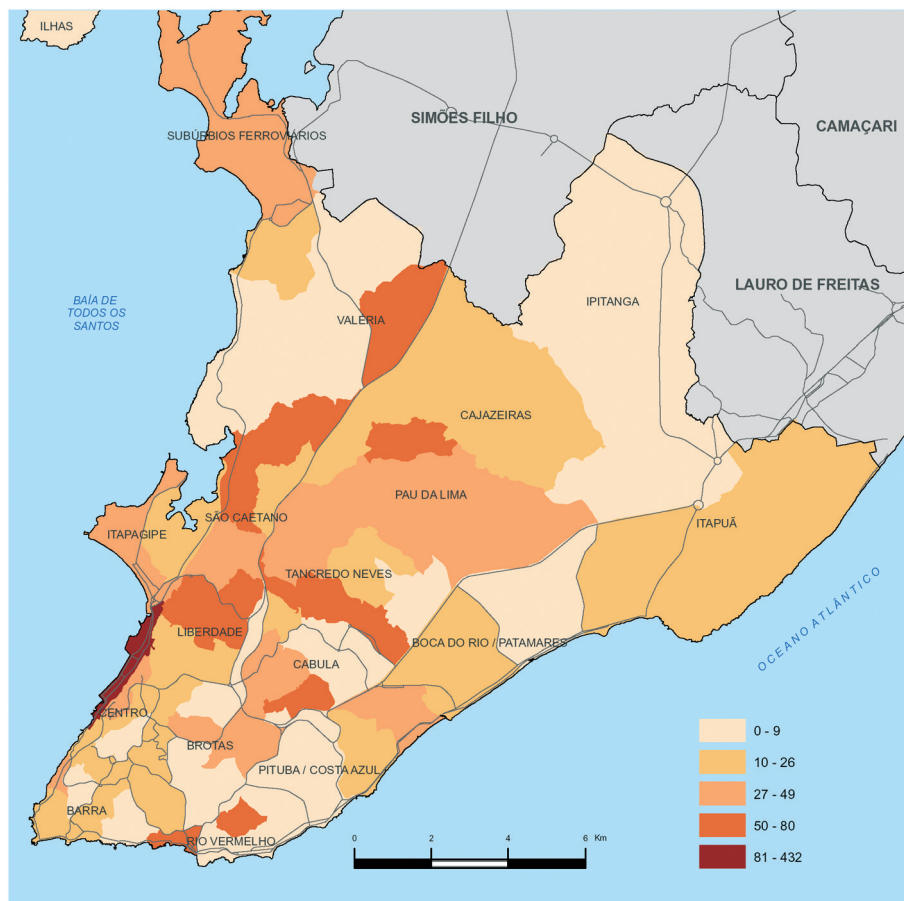 ILHAS
SIMÕES FILHO
CAMAÇARI
SUBÚRBIOS FERROVIÁRIOS
LAURO DE FREITAS
IPITANGA
BAÍA DE
TODOS OS
SANTOS
VALÉRIA
CAJAZEIRAS
PAU DA LIMA
SÃO CAETANO
ITAPUÃ
ITAPAGIPE
TANCREDO NEVES
LIBERDADE
BOCA DO RIO / PATAMARES
OCEANO ATLÂNTICO
CABULA
CENTRO
BROTAS
PITUBA / COSTA AZUL
BARRA
RIO VERMELHO
0 - 9
10 - 26
27 - 49
50 - 80
81 - 432
0 2 4 6 Km